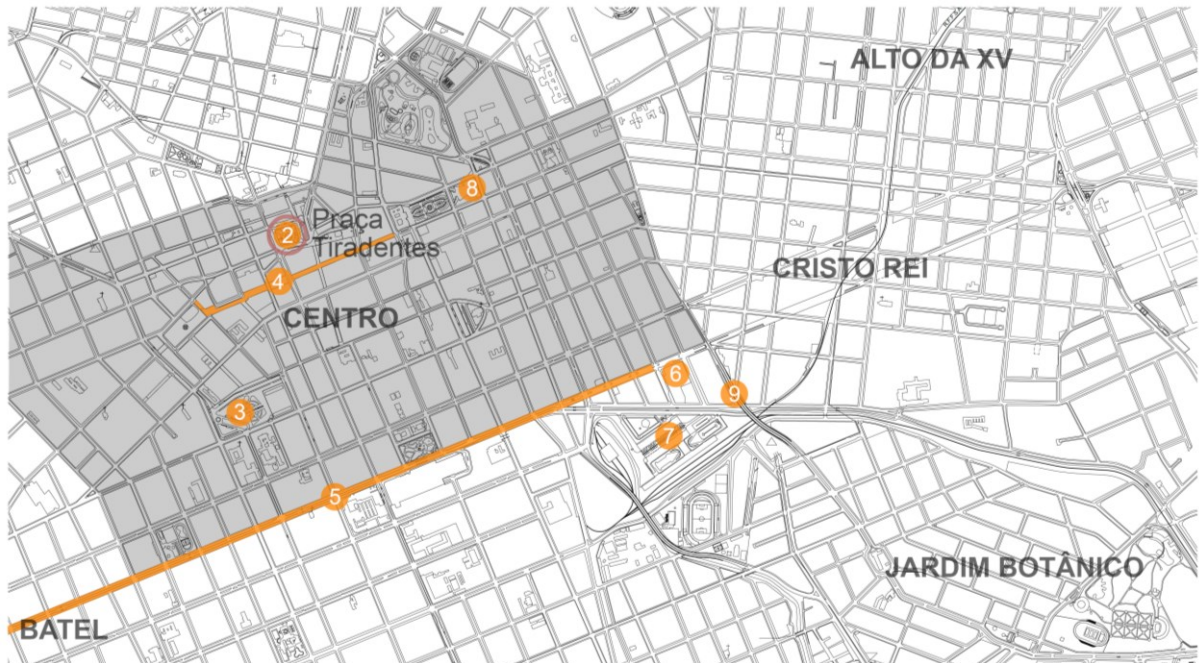 ALTO DA XV
8
2
Praça
Tiradentes
4
CRISTO REI
CENTRO
6
9
3
7
5
JARDIM BOTÂNICO
BATEL